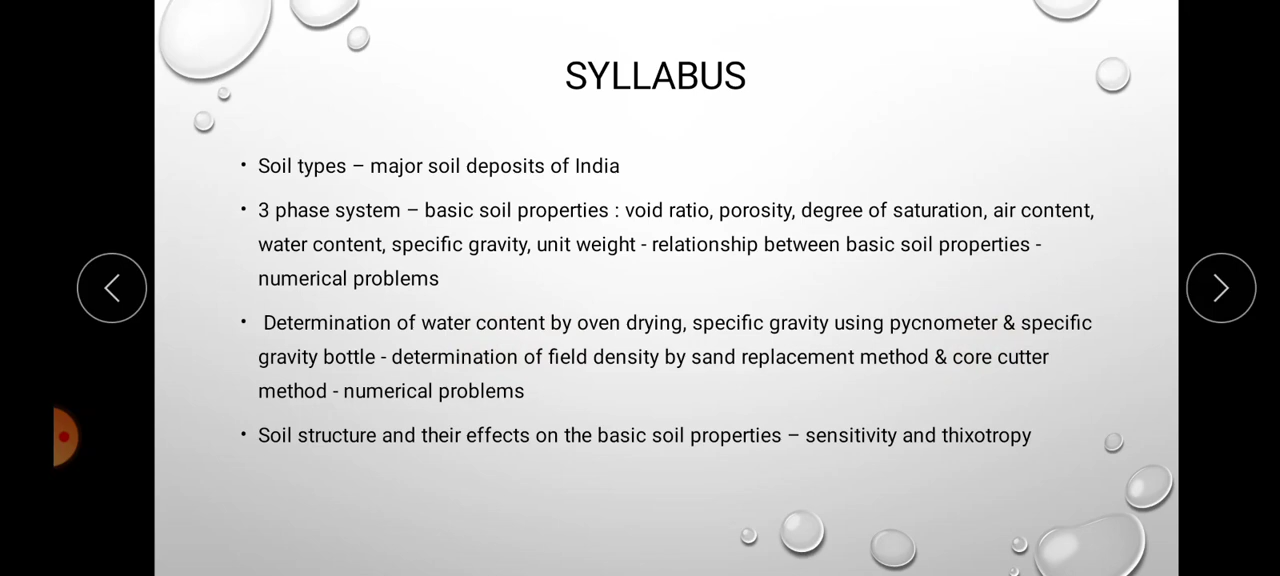 SYLLABUS
• Soil types – major soil deposits of India
• 3 phase system – basic soil properties : void ratio, porosity, degree of saturation, air content,
water content, specific gravity, unit weight - relationship between basic soil properties -
numerical problems
• Determination of water content by oven drying, specific gravity using pycnometer & specific
gravity bottle - determination of field density by sand replacement method & core cutter
method - numerical problems
• Soil structure and their effects on the basic soil properties – sensitivity and thixotropy